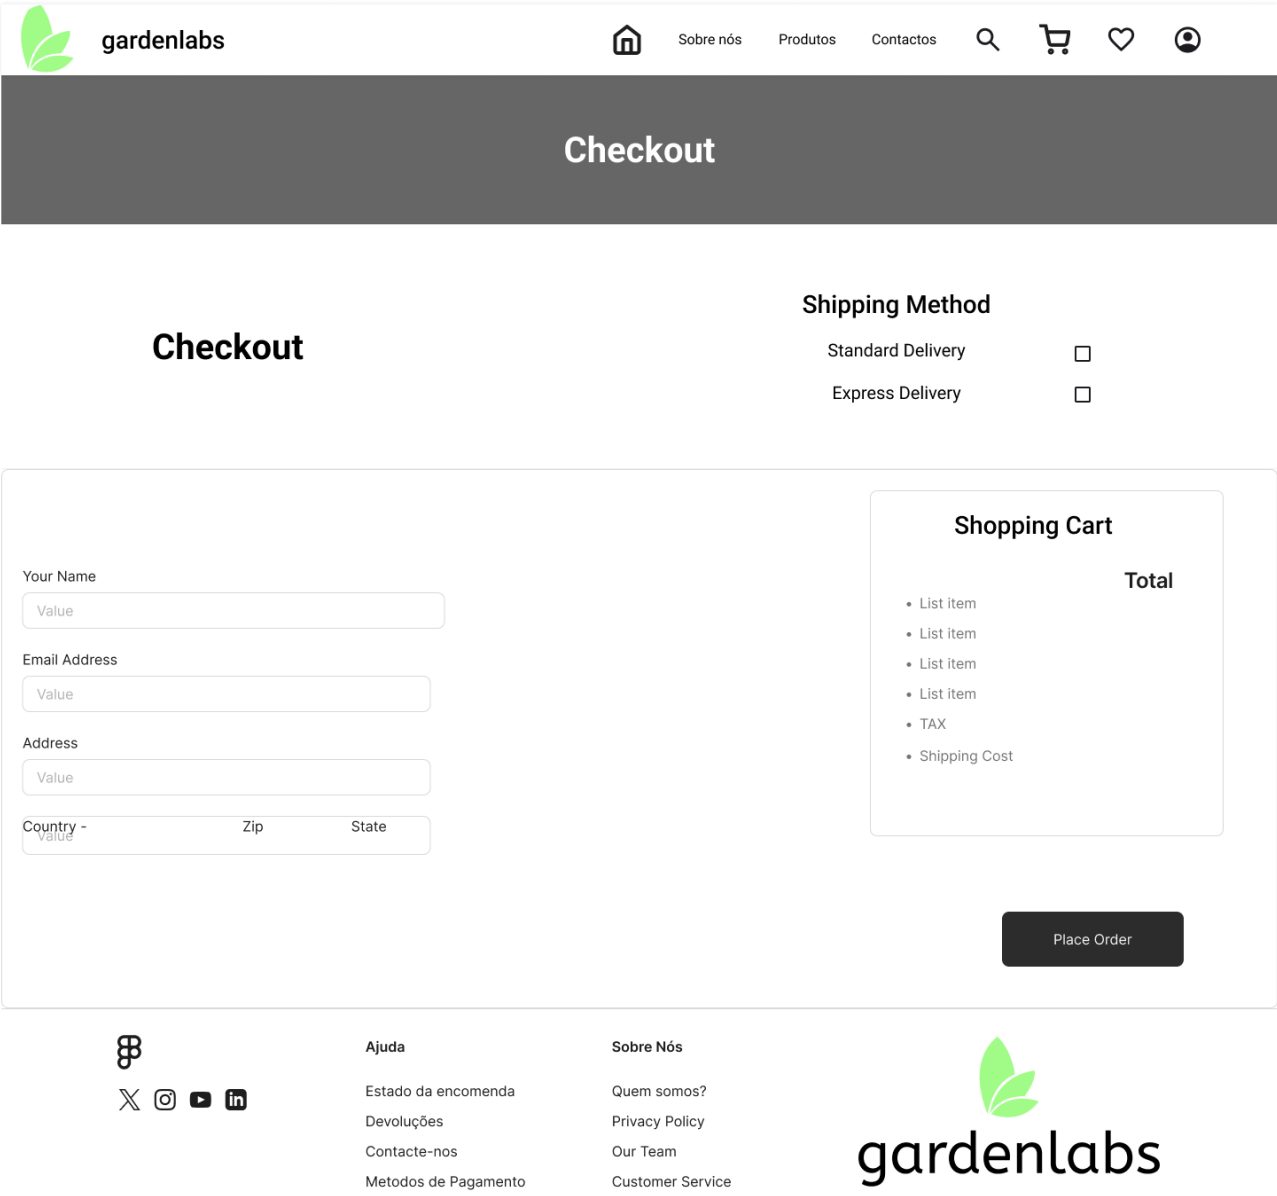 gardenlabs
Sobre nós
Produtos
Contactos
Checkout
Checkout
Shipping Method
Standard Delivery
Express Delivery
Your Name
Value
Email Address
Value
Address
Value
Country - Zip State
Value
Shopping Cart
Total
• List item
• List item
• List item
• List item
• TAX
• Shipping Cost
Place Order
Ajuda
Estado da encomenda
Devoluções
Contacte-nos
Metodos de Pagamento
Sobre Nós
Quem somos?
Privacy Policy
Our Team
Customer Service
gardenlabs